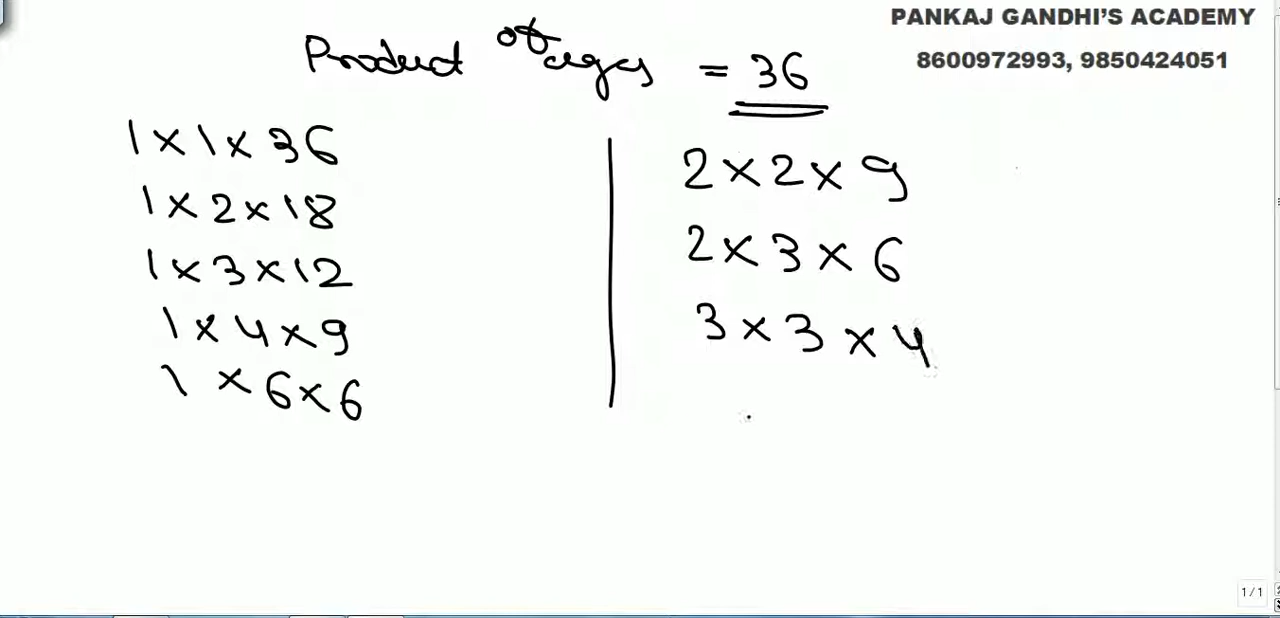 PANKAJ GANDHI'S ACADEMY
8600972993, 9850424051
Product of ages = 36
1 x 1 x 36
1 x 2 x 18
1 x 3 x 12
1 x 4 x 9
1 x 6 x 6
2 x 2 x 9
2 x 3 x 6
3 x 3 x 4
1/1